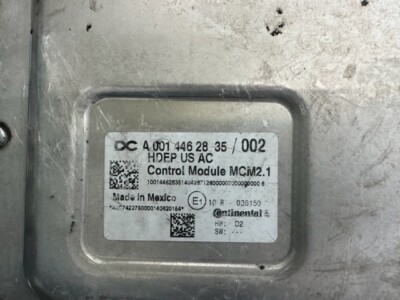 DC A 001 446 28 35 / 002
HDEP US AC
Control Module MCM2.1
Made in Mexico
E1 10 R - 036150
Continental
HW: 02
SW: ---